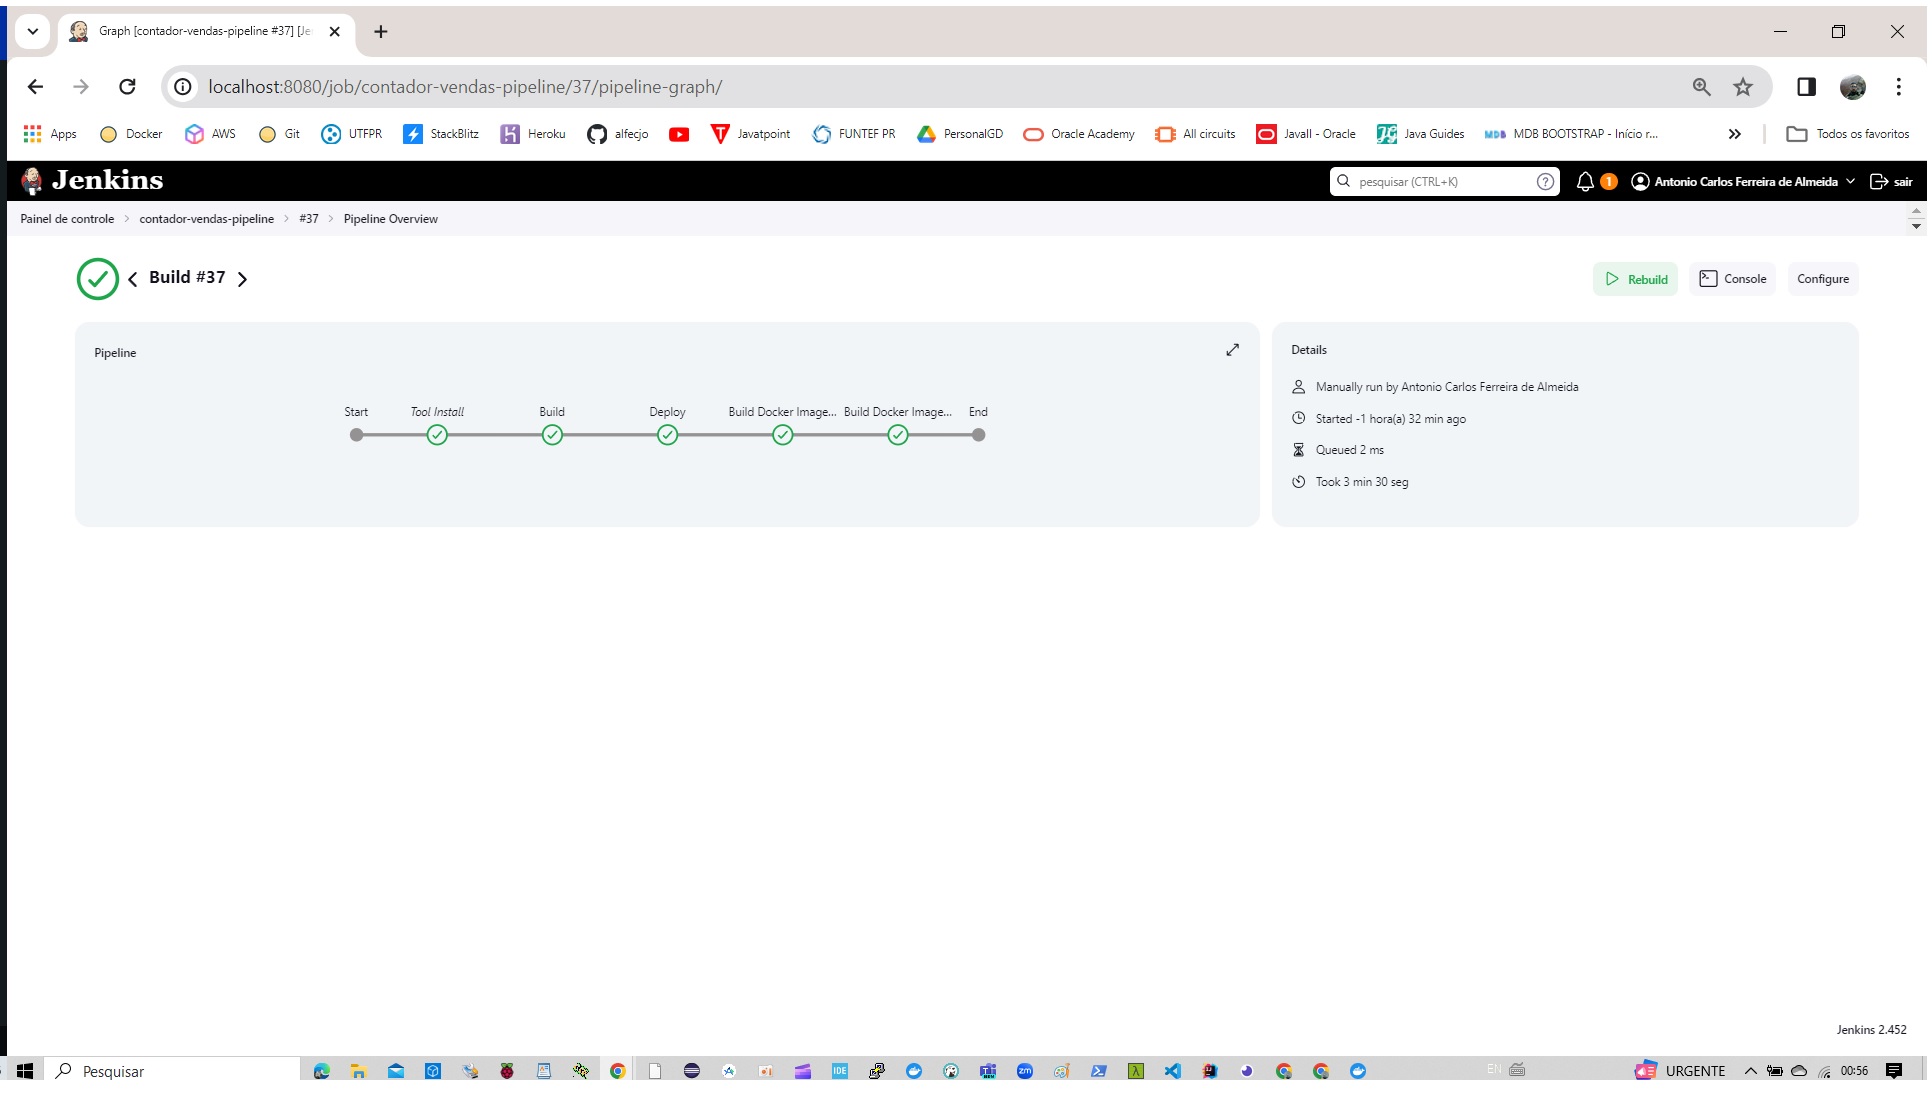 Graph [contador-vendas-pipeline #37] [Je
localhost:8080/job/contador-vendas-pipeline/37/pipeline-graph/
Apps Docker AWS Git UTFPR StackBlitz Heroku alfecjo Javatpoint FUNTEF PR PersonalGD Oracle Academy All circuits JavaII - Oracle Java Guides MDB MDB BOOTSTRAP - Início r... Todos os favoritos
Jenkins pesquisar (CTRL+K) 1 Antonio Carlos Ferreira de Almeida sair
Painel de controle > contador-vendas-pipeline > #37 > Pipeline Overview
Build #37
Rebuild Console Configure
Pipeline
Start Tool Install Build Deploy Build Docker Image... Build Docker Image... End
Details
Manually run by Antonio Carlos Ferreira de Almeida
Started -1 hora(a) 32 min ago
Queued 2 ms
Took 3 min 30 seg
Jenkins 2.452
Pesquisar IDE zm EN URGENTE 00:56